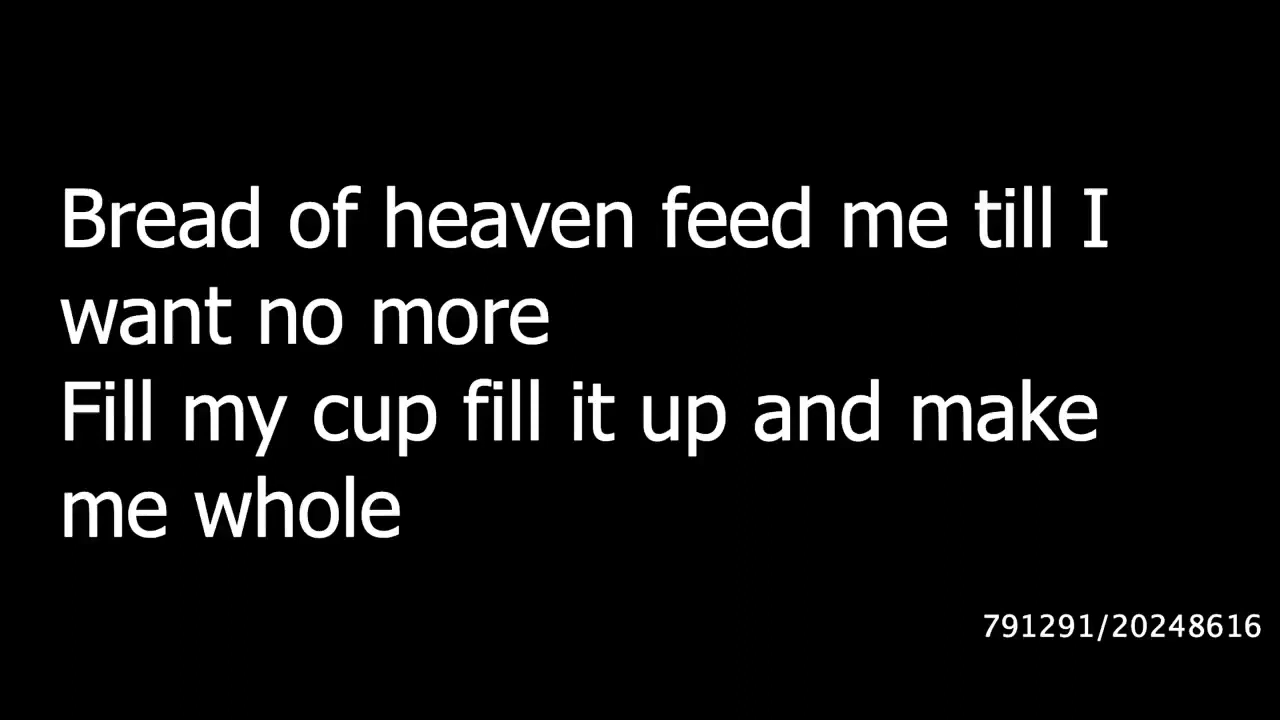 Bread of heaven feed me till I
want no more
Fill my cup fill it up and make
me whole
791291/20248616